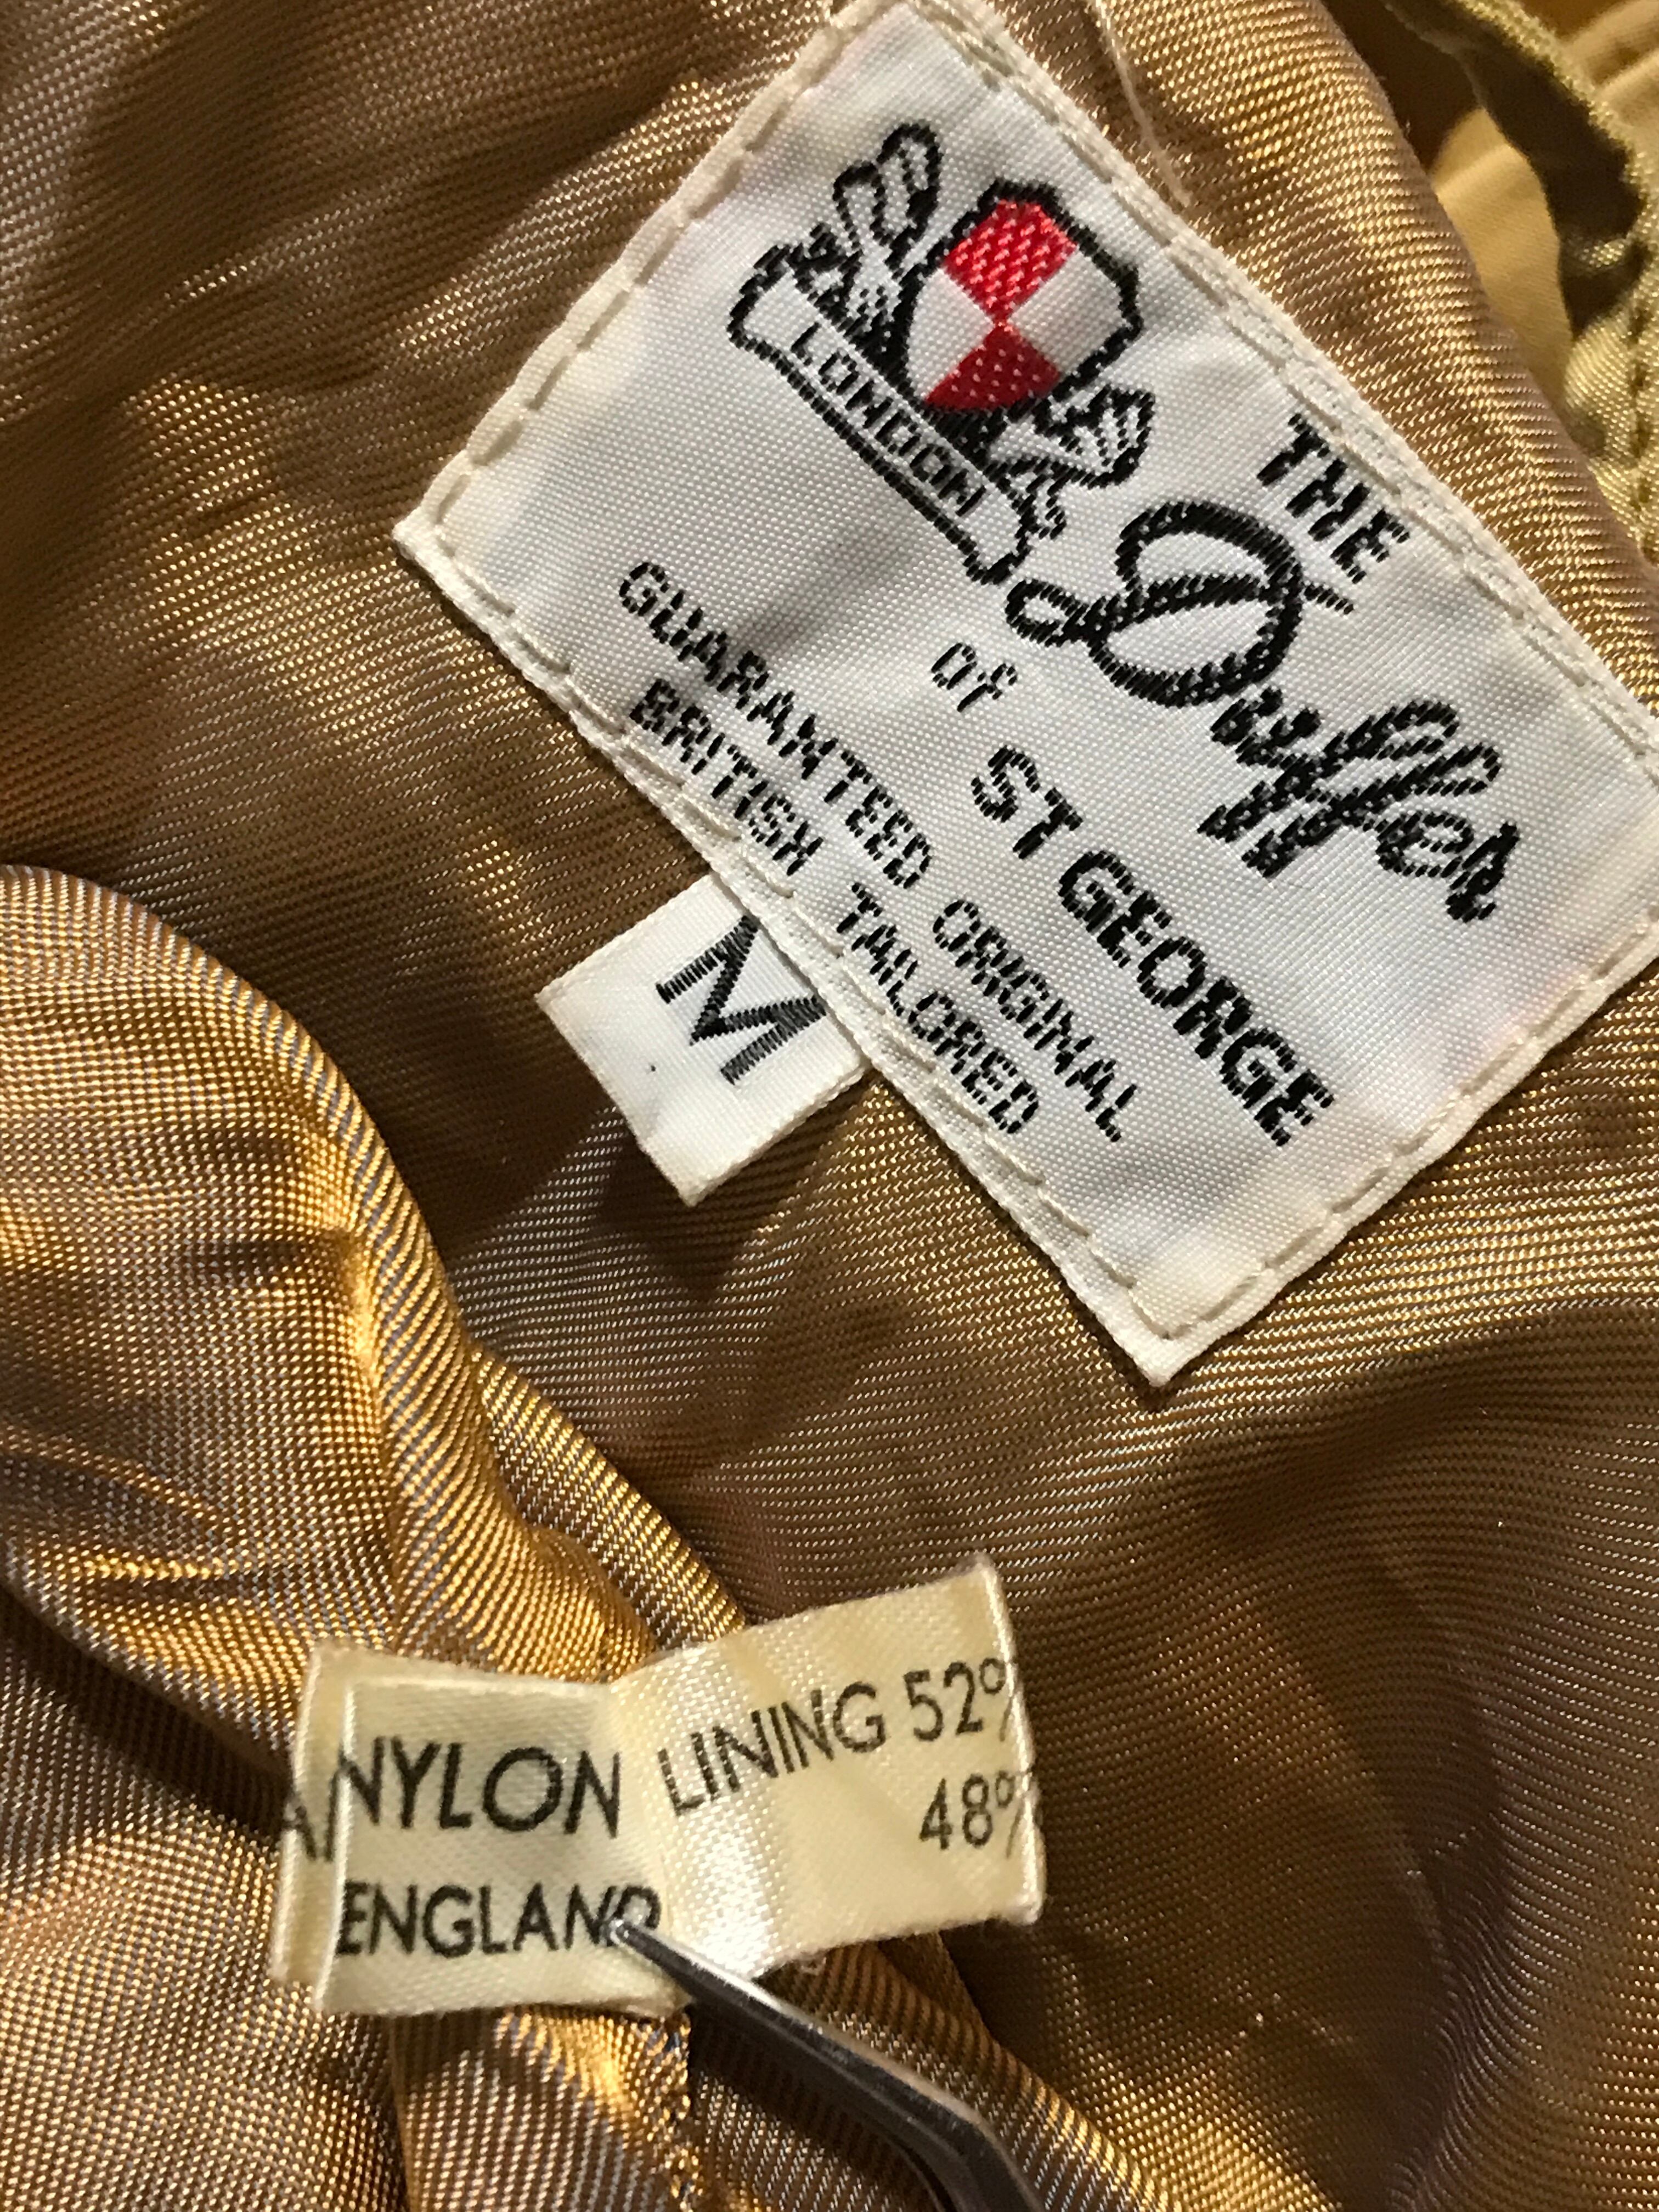 LONDON
THE
Duffer
of ST GEORGE
GUARANTEED ORIGINAL
BRITISH TAILORED
M
NYLON LINING 52%
48%
ENGLAND